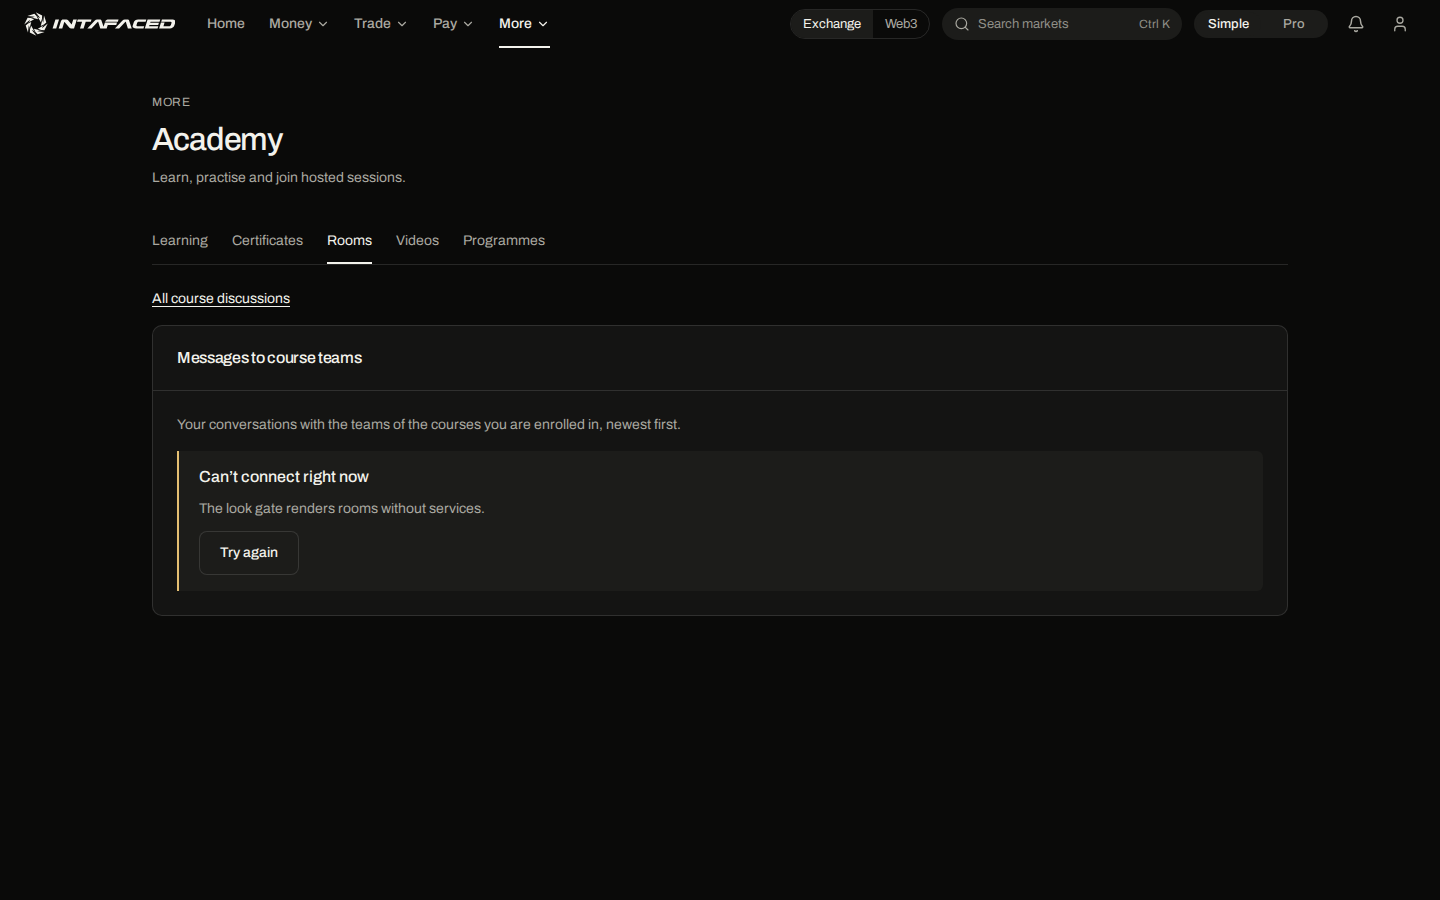 INTAFACED
Home
Money
Trade
Pay
More
Exchange
Web3
Search markets
Ctrl K
Simple
Pro
MORE
Academy
Learn, practise and join hosted sessions.
Learning
Certificates
Rooms
Videos
Programmes
All course discussions
Messages to course teams
Your conversations with the teams of the courses you are enrolled in, newest first.
Can’t connect right now
The look gate renders rooms without services.
Try again